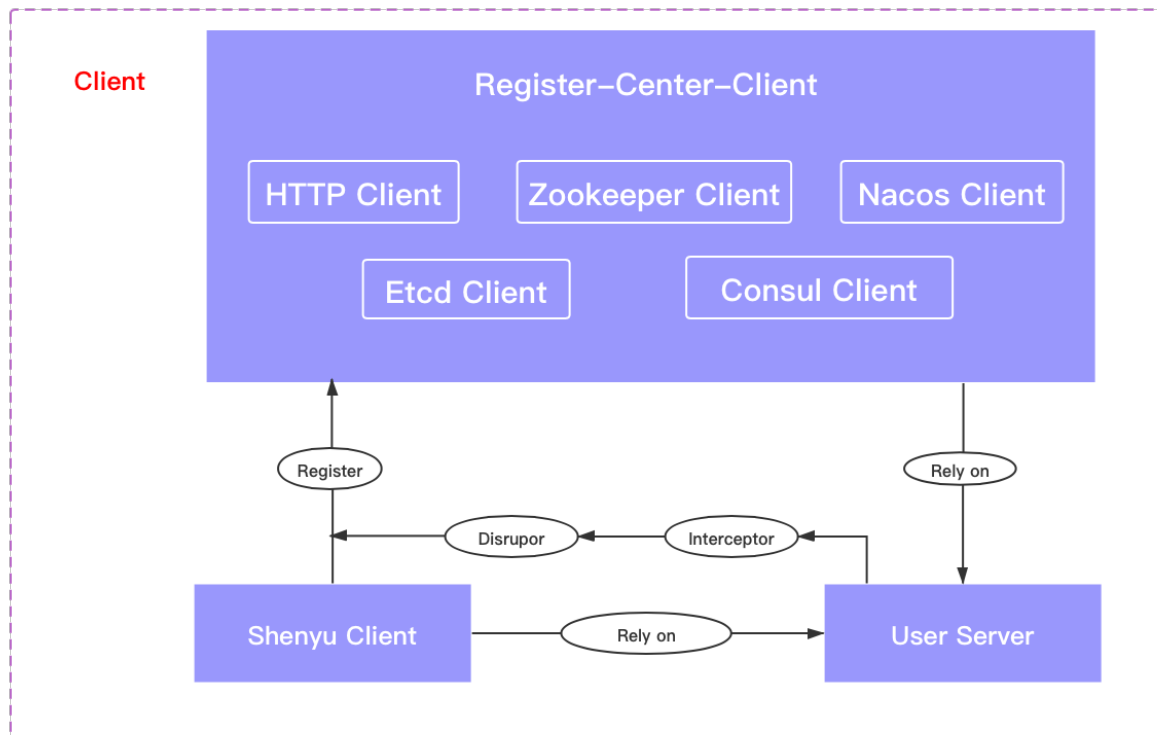 Client
Register-Center-Client
HTTP Client
Zookeeper Client
Nacos Client
Etcd Client
Consul Client
Register
Rely on
Disrupor
Interceptor
Shenyu Client
Rely on
User Server